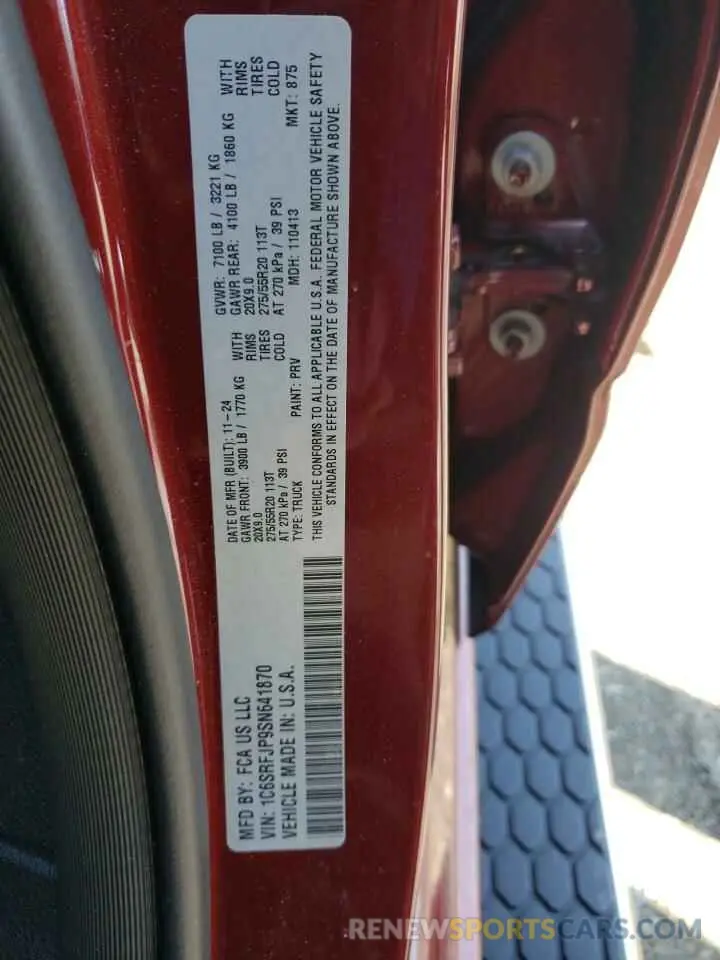 MFD BY: FCA US LLC
VIN: 1C6SRFJP9SN641870
VEHICLE MADE IN: U.S.A.
DATE OF MFR (BUILT): 11-24
GAWR FRONT: 3900 LB / 1770 KG WITH
20X9.0 RIMS
275/55R20 113T TIRES
AT 270 kPa / 39 PSI COLD
TYPE: TRUCK PAINT: PRV
GVWR: 7100 LB / 3221 KG
GAWR REAR: 4100 LB / 1860 KG WITH
20X9.0 RIMS
275/55R20 113T TIRES
AT 270 kPa / 39 PSI COLD
MDH: 110413 MKT: 875
THIS VEHICLE CONFORMS TO ALL APPLICABLE U.S.A. FEDERAL MOTOR VEHICLE SAFETY
STANDARDS IN EFFECT ON THE DATE OF MANUFACTURE SHOWN ABOVE.
RENEWSPORTSCARS.COM